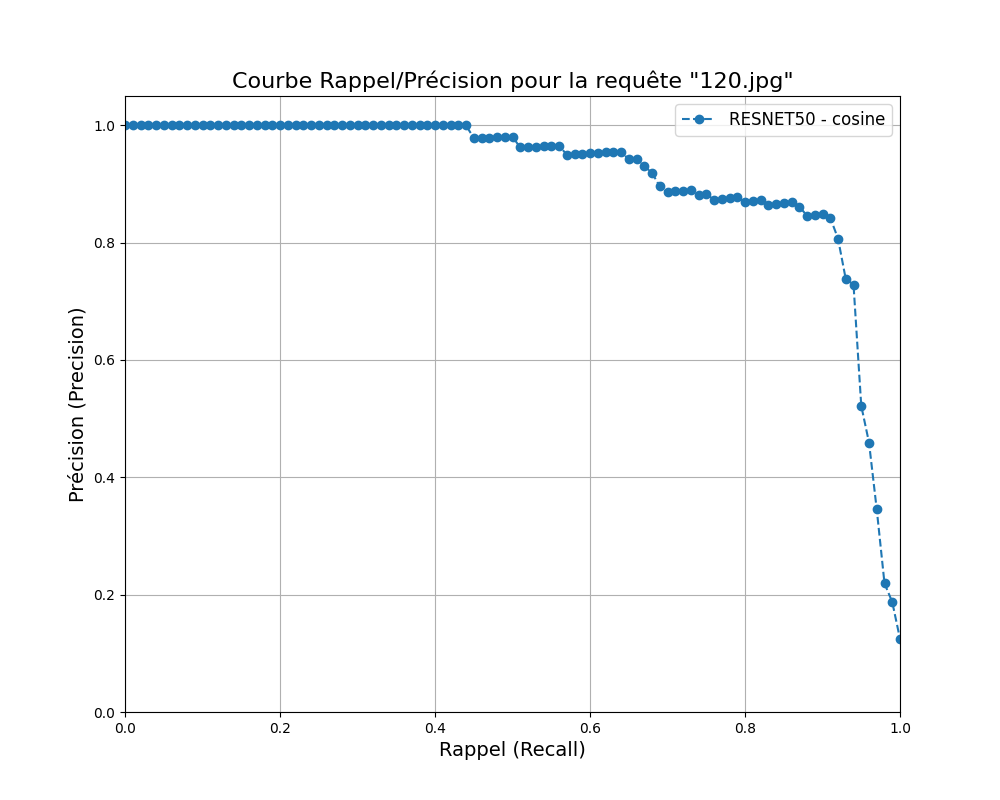 Courbe Rappel/Précision pour la requête "120.jpg"
RESNET50 - cosine
1.0
0.8
0.6
0.4
0.2
0.0
Précision (Precision)
0.0 0.2 0.4 0.6 0.8 1.0
Rappel (Recall)